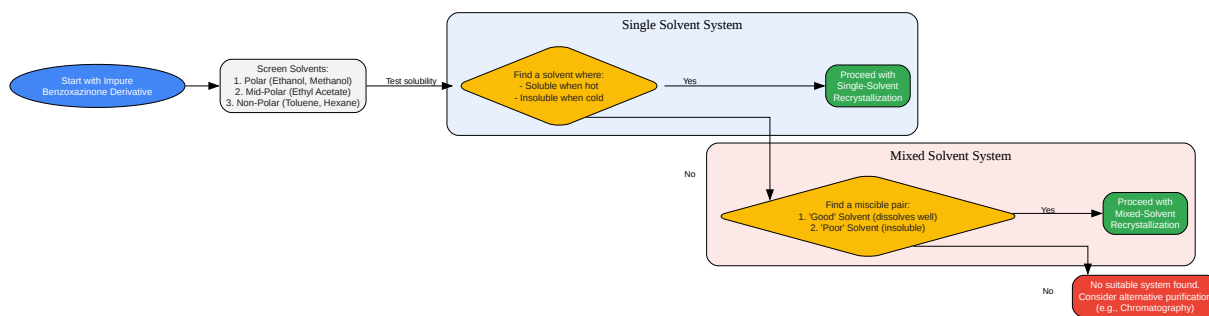 Single Solvent System
Start with Impure
Benzoxazinone Derivative
Screen Solvents:
1. Polar (Ethanol, Methanol)
2. Mid-Polar (Ethyl Acetate)
3. Non-Polar (Toluene, Hexane)
Test solubility
Find a solvent where:
- Soluble when hot
- Insoluble when cold
Yes
Proceed with
Single-Solvent
Recrystallization
No
Mixed Solvent System
Find a miscible pair:
1. 'Good' Solvent (dissolves well)
2. 'Poor' Solvent (insoluble)
Yes
Proceed with
Mixed-Solvent
Recrystallization
No
No suitable system found.
Consider alternative purification
(e.g., Chromatography)